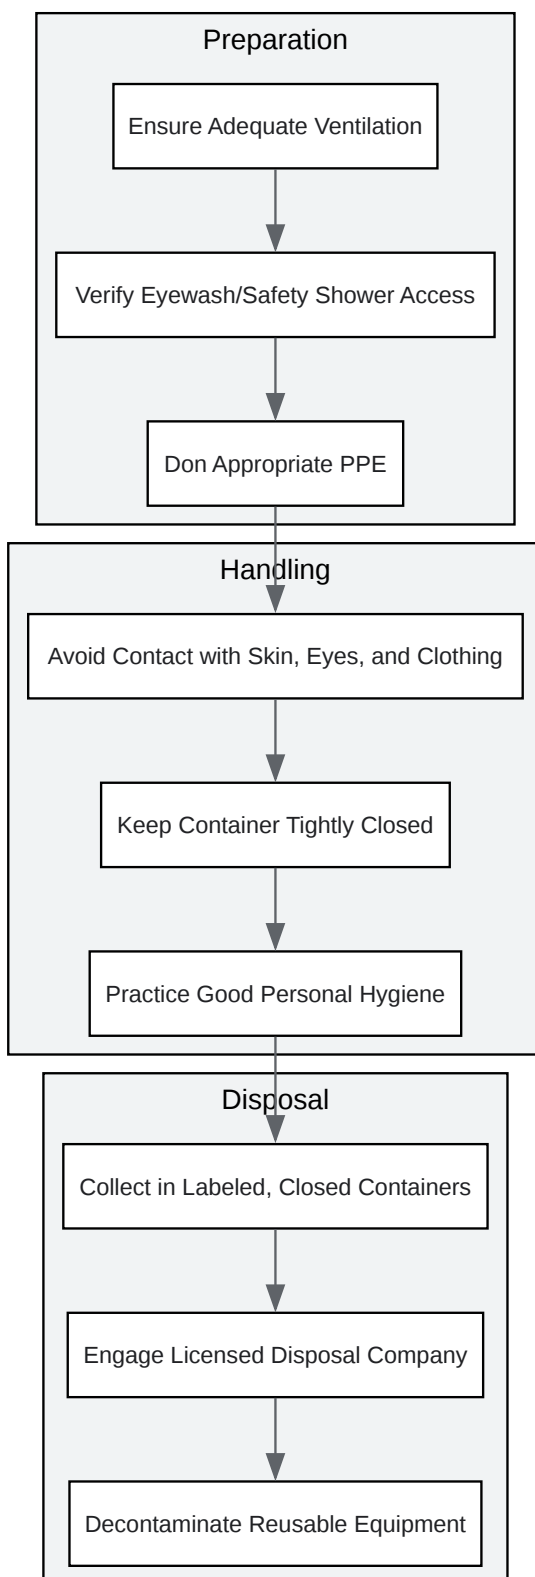 Preparation
Ensure Adequate Ventilation
Verify Eyewash/Safety Shower Access
Don Appropriate PPE
Handling
Avoid Contact with Skin, Eyes, and Clothing
Keep Container Tightly Closed
Practice Good Personal Hygiene
Disposal
Collect in Labeled, Closed Containers
Engage Licensed Disposal Company
Decontaminate Reusable Equipment